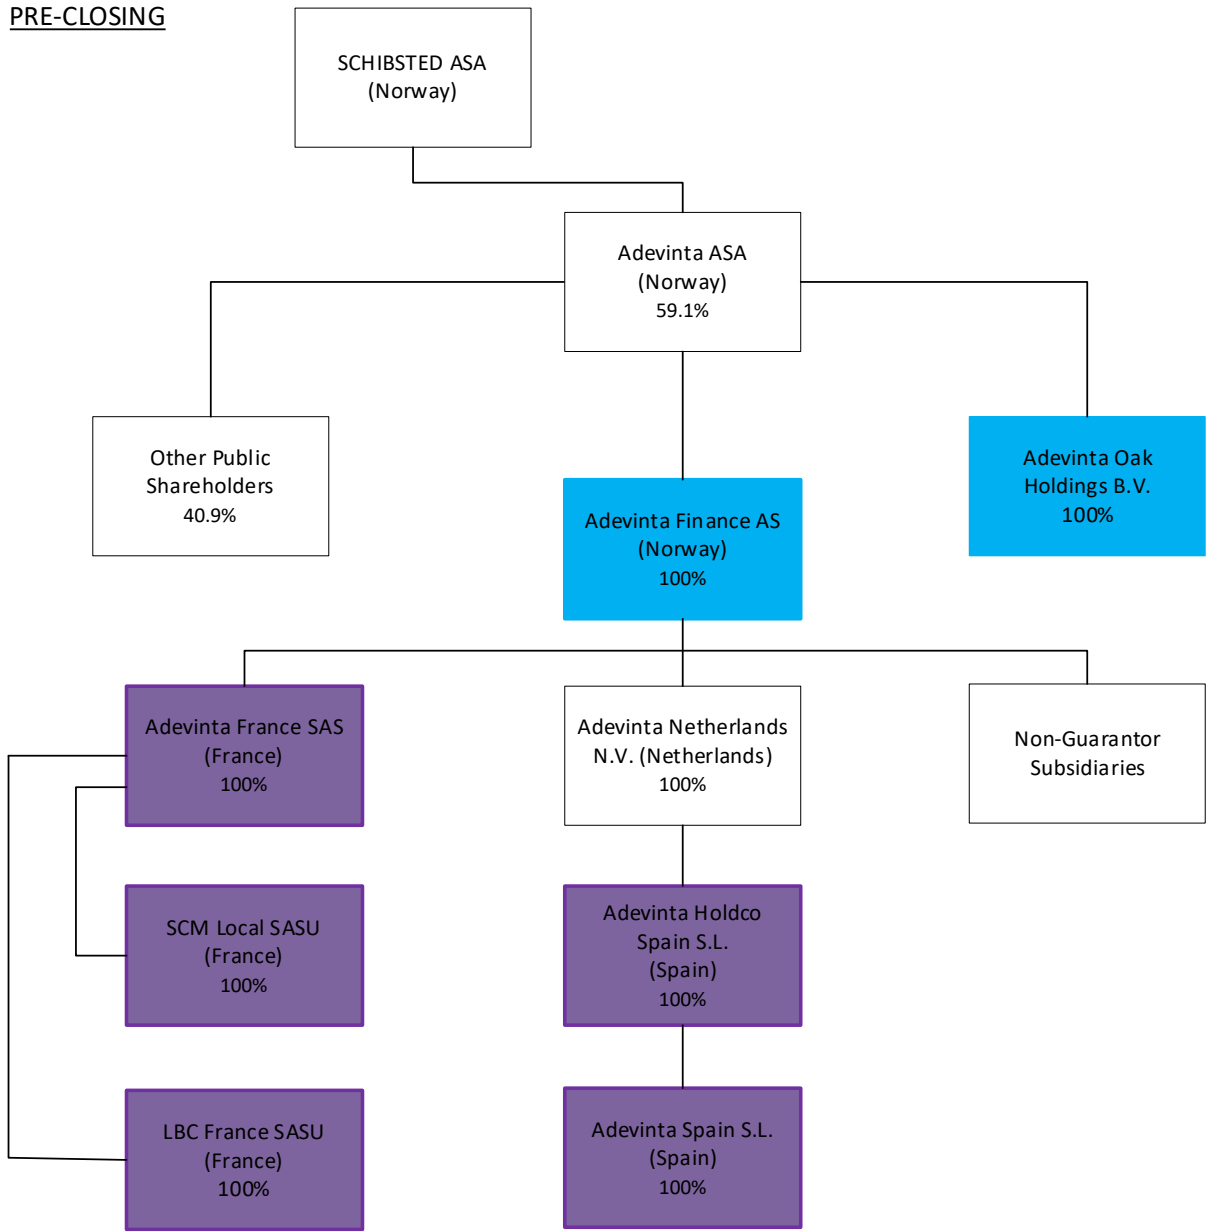 PRE-CLOSING
SCHIBSTED ASA
(Norway)
Adevinta ASA
(Norway)
59.1%
Other Public
Shareholders
40.9%
Adevinta Finance AS
(Norway)
100%
Adevinta Oak
Holdings B.V.
100%
Adevinta France SAS
(France)
100%
Adevinta Netherlands
N.V. (Netherlands)
100%
Non-Guarantor
Subsidiaries
SCM Local SASU
(France)
100%
Adevinta Holdco
Spain S.L.
(Spain)
100%
LBC France SASU
(France)
100%
Adevinta Spain S.L.
(Spain)
100%